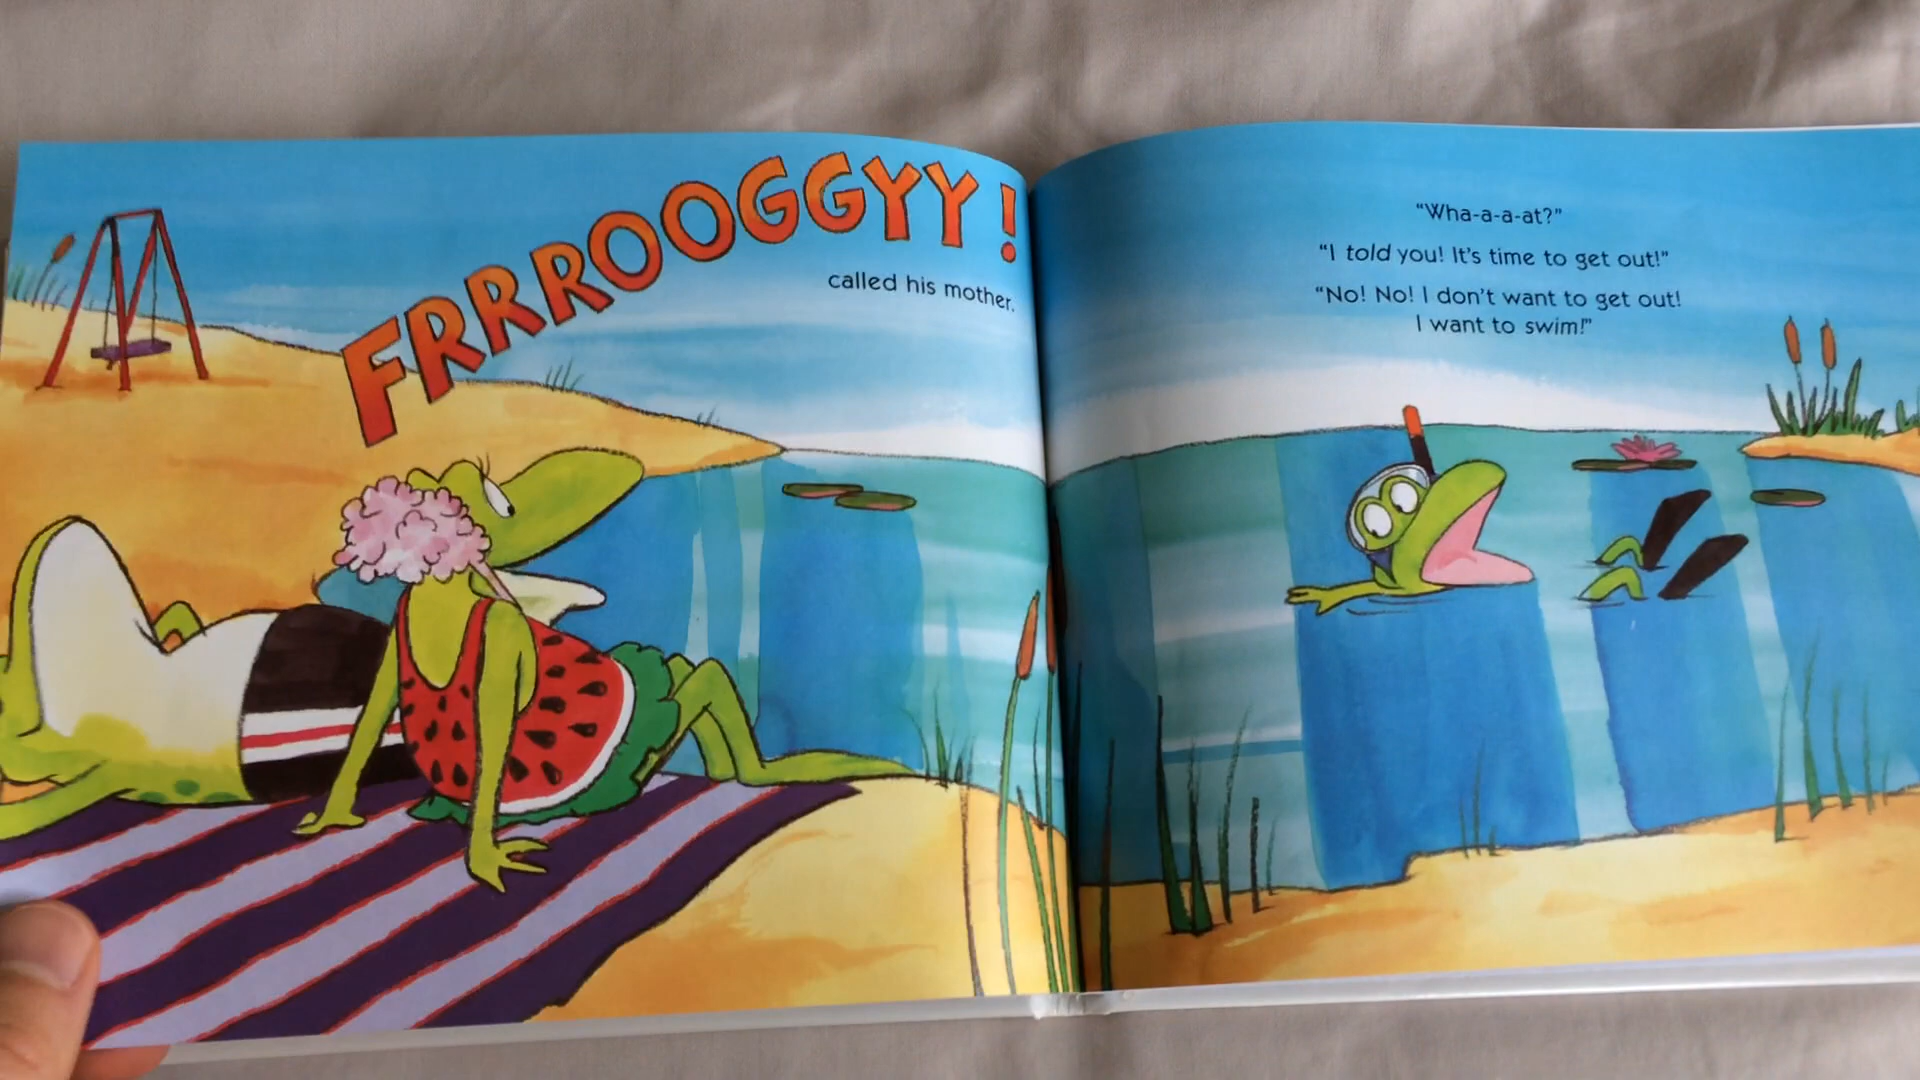 FRRROOGGYY!
called his mother.
“Wha-a-a-at?”
“I told you! It’s time to get out!”
“No! No! I don’t want to get out!
I want to swim!”